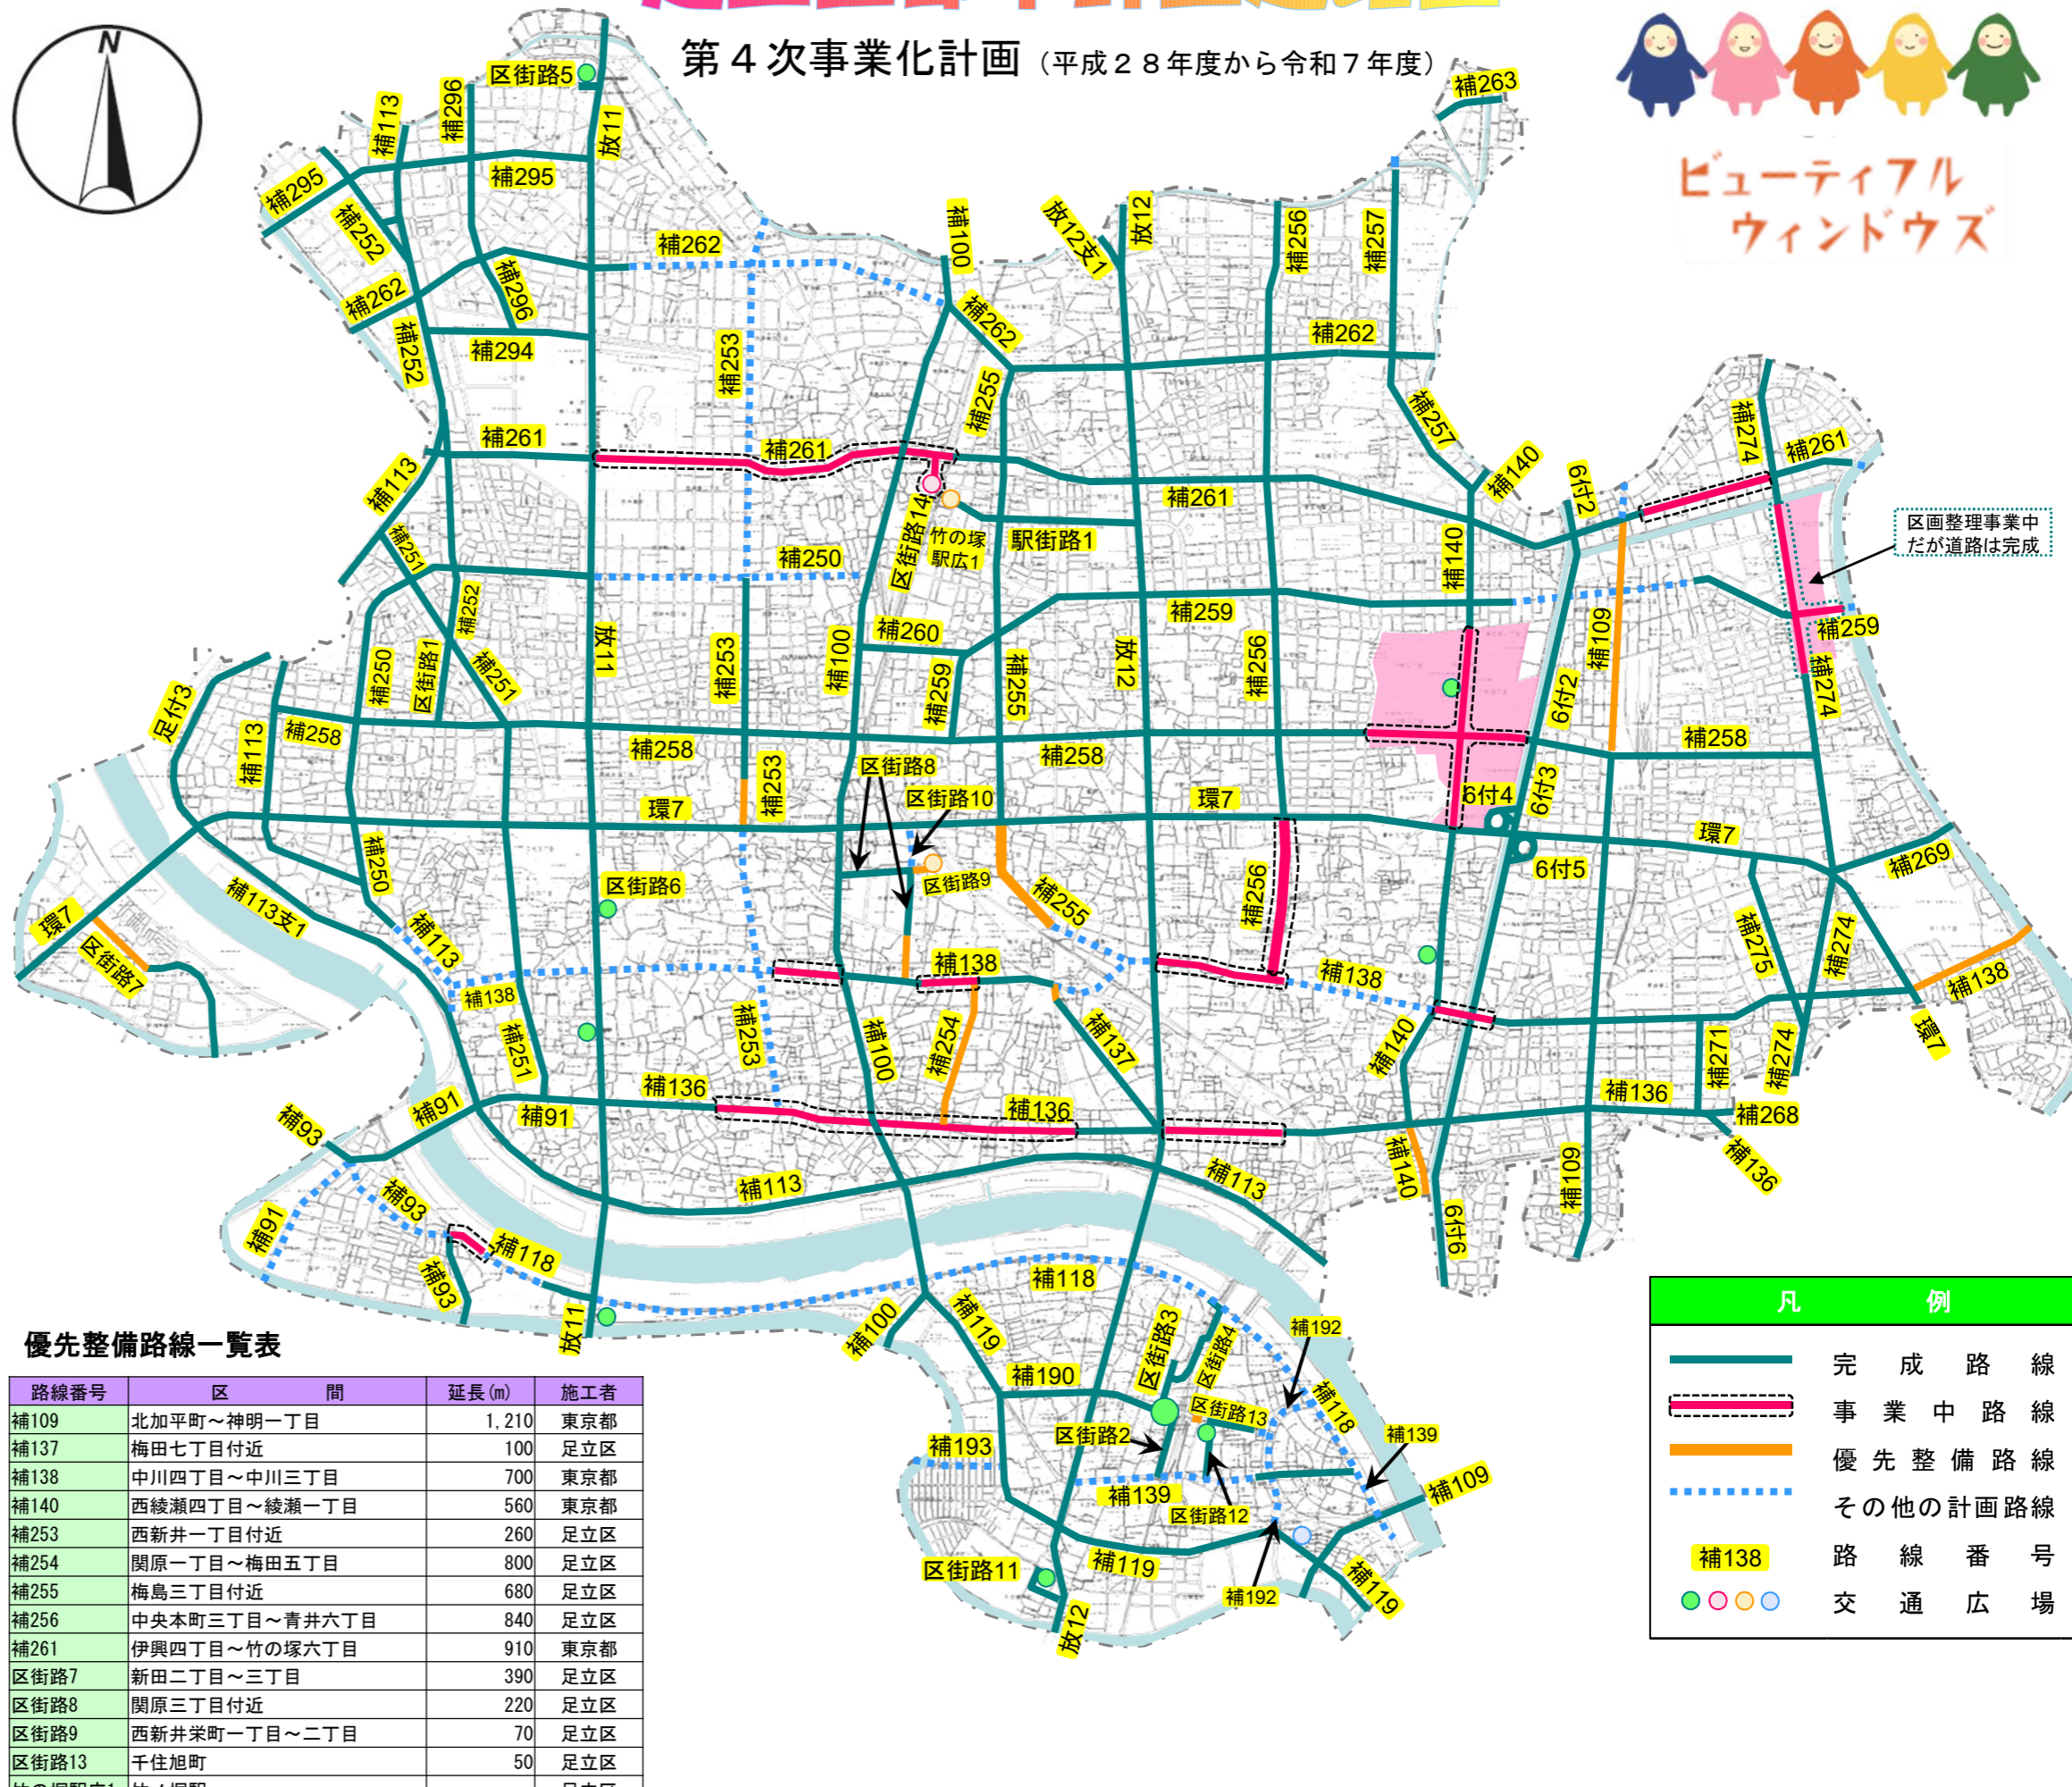 第４次事業化計画（平成２８年度から令和７年度）
N
ビューティフル
ウィンドウズ
区街路5
補263
補113
補296
放11
補295
補295
補252
補262
補296
補262
補100
放12支1
放12
補256
補257
補252
補294
補253
補262
補262
補255
補257
補274
補261
補261
補261
補113
補140
6付2
補261
区街路14
竹の塚
駅広1
駅街路1
補251
補250
補140
区画整理事業中
だが道路は完成
補252
補260
補259
補109
補259
補250
区街路1
補251
放11
補253
補100
補259
補255
放12
補256
6付2
補274
足付3
補113
補258
補258
補253
区街路8
補258
補258
6付3
6付4
環7
区街路10
環7
環7
補250
区街路6
区街路9
補255
補256
6付5
補269
補113支1
環7
補113
区街路7
補138
補138
補138
補275
補274
補138
補251
補253
補100
補254
補137
補140
補271
補274
環7
補136
補136
補136
補268
補91
補91
補93
補136
補113
補113
補140
補109
補93
補91
6付6
補118
補93
補118
放11
補100
補119
区街路3
区街路4
補192
補190
補118
区街路13
区街路2
補139
補193
補139
区街路12
補109
区街路11
補119
補192
補119
放12
凡例
完成路線
事業中路線
優先整備路線
その他の計画路線
補138 路線番号
交通広場
優先整備路線一覧表
路線番号 区間 延長(m) 施工者
補109 北加平町～神明一丁目 1,210 東京都
補137 梅田七丁目付近 100 足立区
補138 中川四丁目～中川三丁目 700 東京都
補140 西綾瀬四丁目～綾瀬一丁目 560 東京都
補253 西新井一丁目付近 260 足立区
補254 関原一丁目～梅田五丁目 800 足立区
補255 梅島三丁目付近 680 足立区
補256 中央本町三丁目～青井六丁目 840 足立区
補261 伊興四丁目～竹の塚六丁目 910 東京都
区街路7 新田二丁目～三丁目 390 足立区
区街路8 関原三丁目付近 220 足立区
区街路9 西新井栄町一丁目～二丁目 70 足立区
区街路13 千住旭町 50 足立区